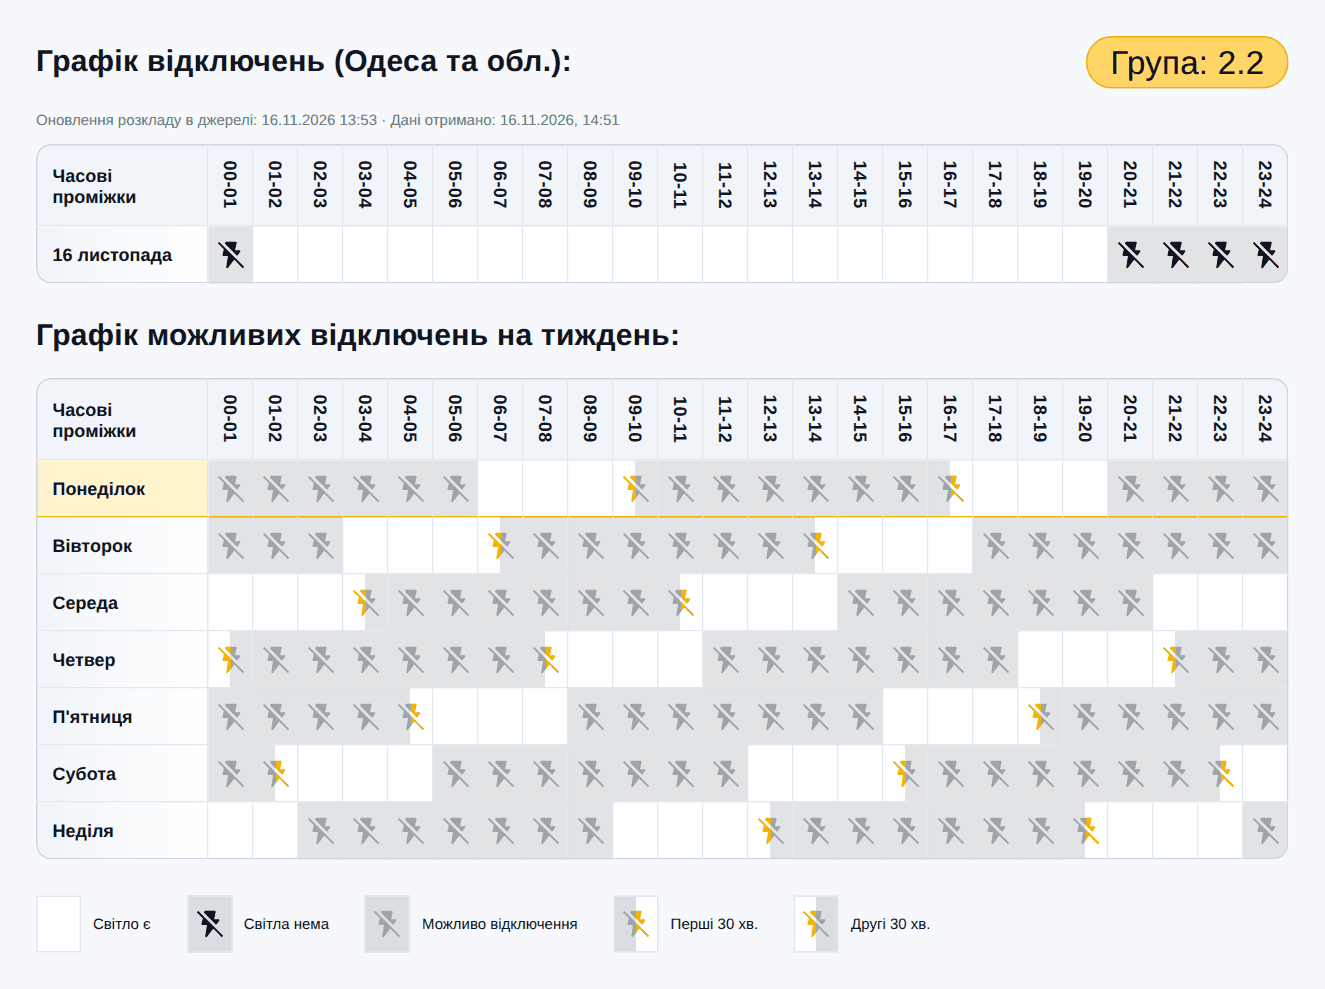 Графік відключень (Одеса та обл.):
Група: 2.2
Оновлення розкладу в джерелі: 16.11.2026 13:53 · Дані отримано: 16.11.2026, 14:51
Часові проміжки 00-01 01-02 02-03 03-04 04-05 05-06 06-07 07-08 08-09 09-10 10-11 11-12 12-13 13-14 14-15 15-16 16-17 17-18 18-19 19-20 20-21 21-22 22-23 23-24
16 листопада
Графік можливих відключень на тиждень:
Часові проміжки 00-01 01-02 02-03 03-04 04-05 05-06 06-07 07-08 08-09 09-10 10-11 11-12 12-13 13-14 14-15 15-16 16-17 17-18 18-19 19-20 20-21 21-22 22-23 23-24
Понеділок
Вівторок
Середа
Четвер
П'ятниця
Субота
Неділя
Світло є
Світла нема
Можливо відключення
Перші 30 хв.
Другі 30 хв.